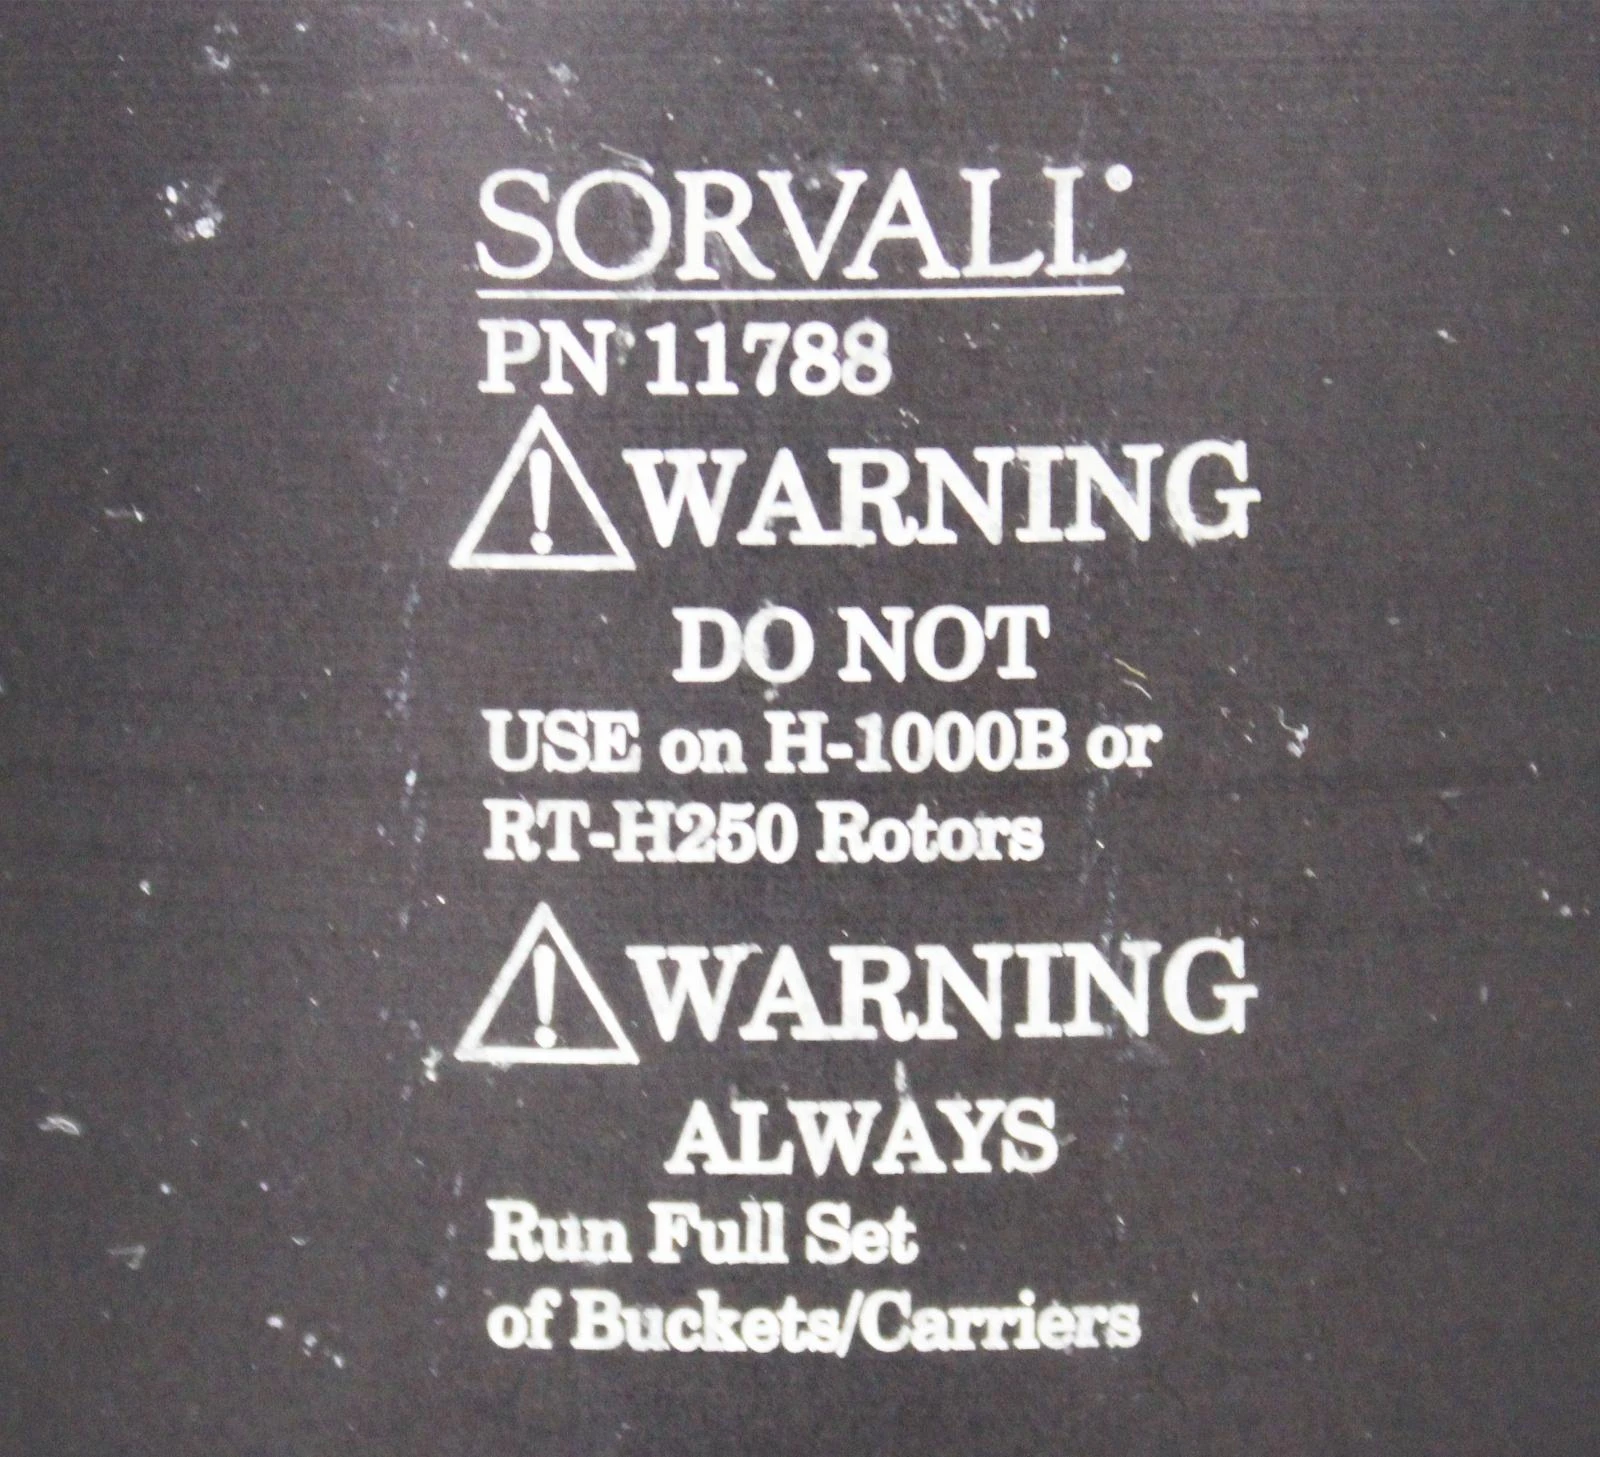 SORVALL
PN 11788
WARNING
DO NOT
USE on H-1000B or
RT-H250 Rotors
WARNING
ALWAYS
Run Full Set
of Buckets/Carriers